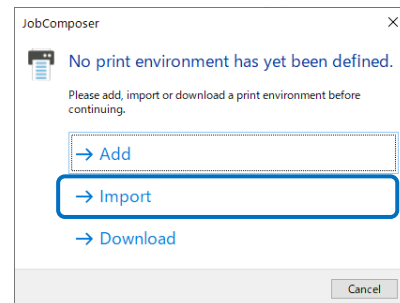 JobComposer
No print environment has yet been defined.
Please add, import or download a print environment before
continuing.
Add
Import
Download
Cancel